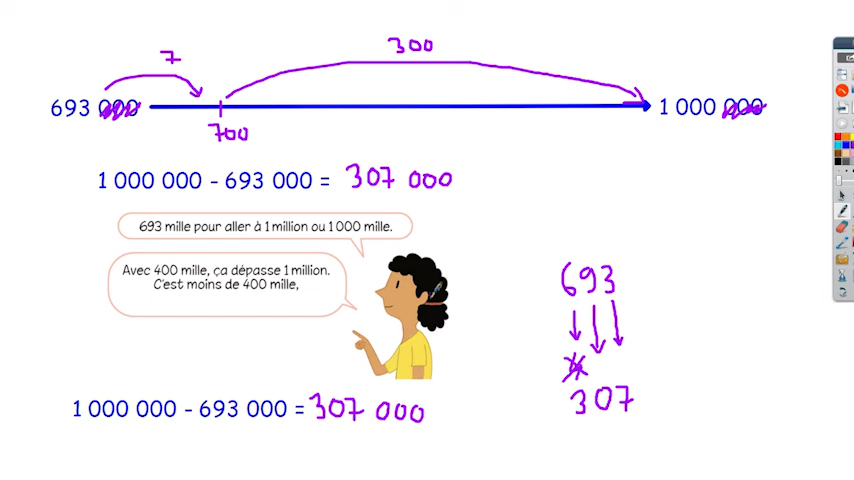 7 300
693 000 1 000 000
700
1 000 000 - 693 000 = 307 000
693 mille pour aller à 1 million ou 1 000 mille.
Avec 400 mille, ça dépasse 1 million.
C'est moins de 400 mille,
693
307
1 000 000 - 693 000 = 307 000